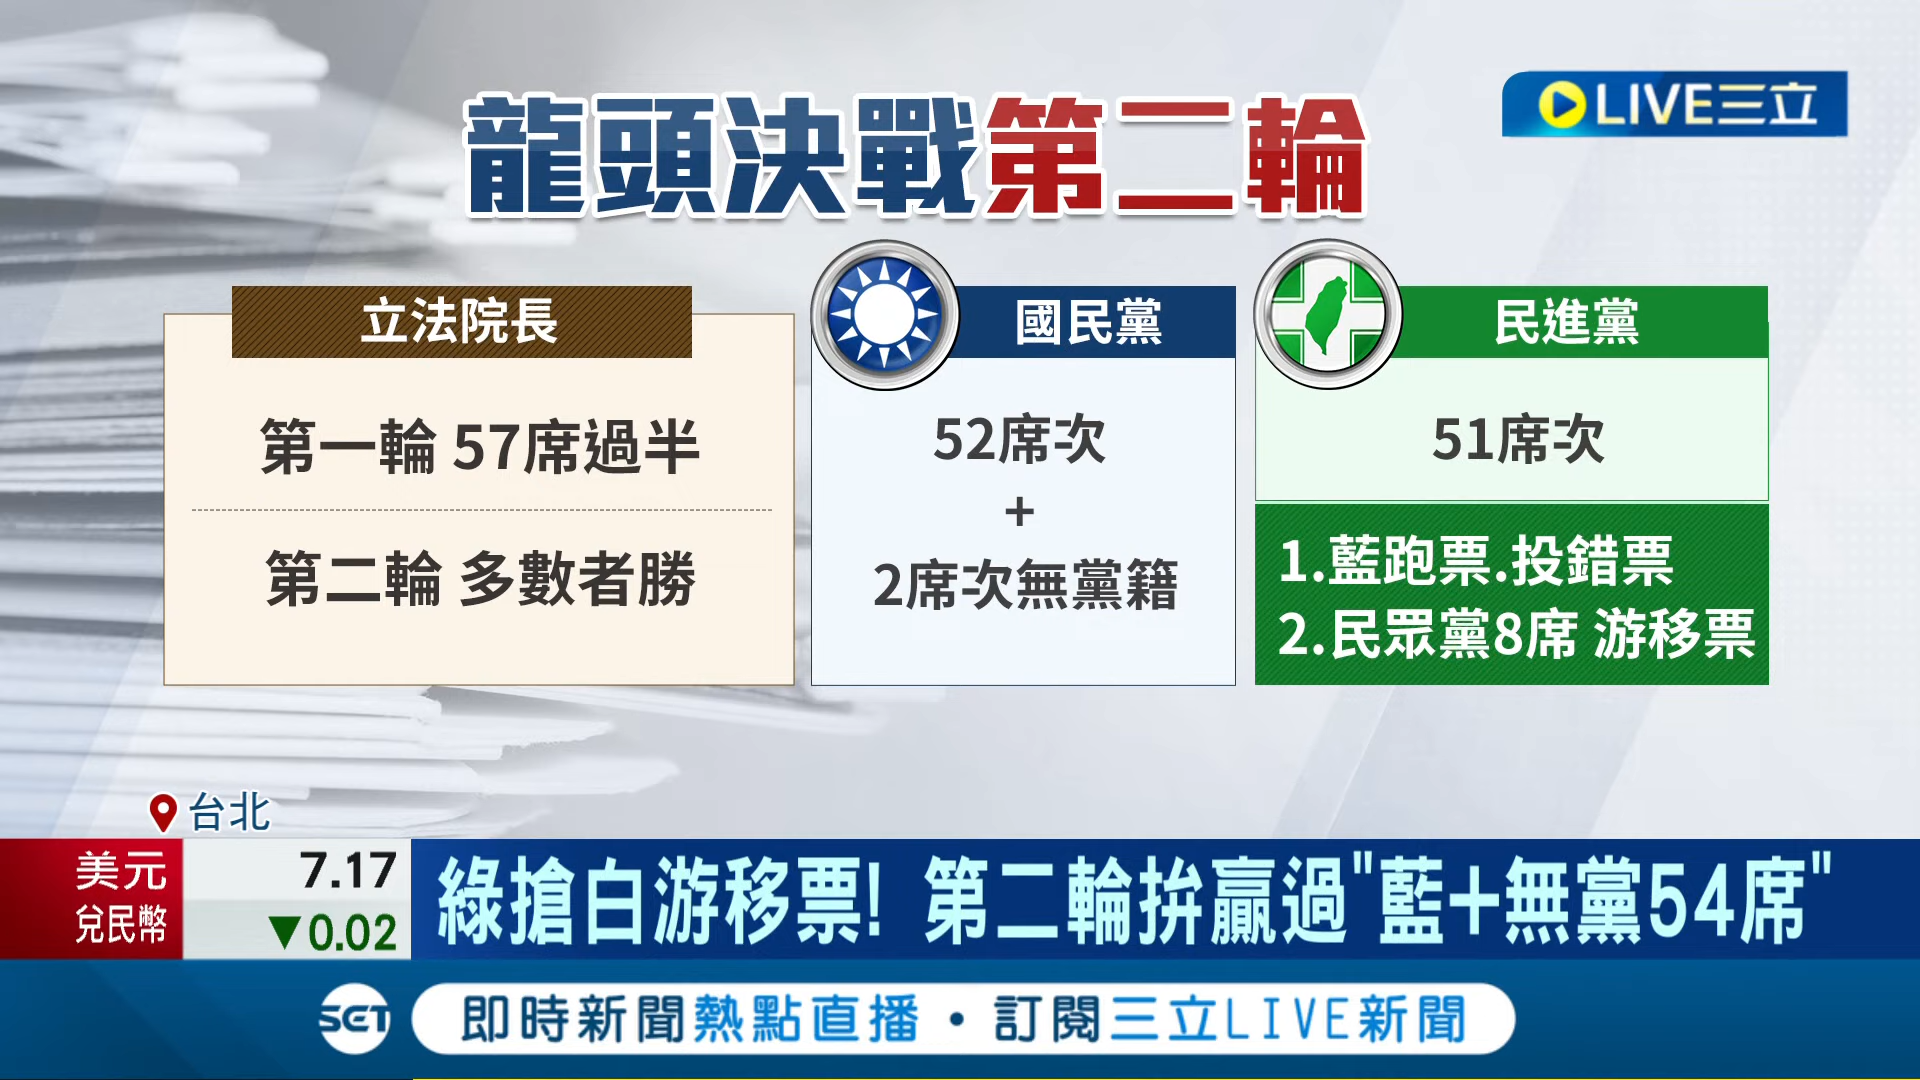 龍頭決戰第二輪
LIVE三立
立法院長
第一輪 57席過半
第二輪 多數者勝
國民黨
52席次
+
2席次無黨籍
民進黨
51席次
1.藍跑票.投錯票
2.民眾黨8席 游移票
台北
美元
兌民幣
7.17
▼0.02
綠搶白游移票! 第二輪拚贏過"藍+無黨54席"
SET
即時新聞熱點直播・訂閱三立LIVE新聞